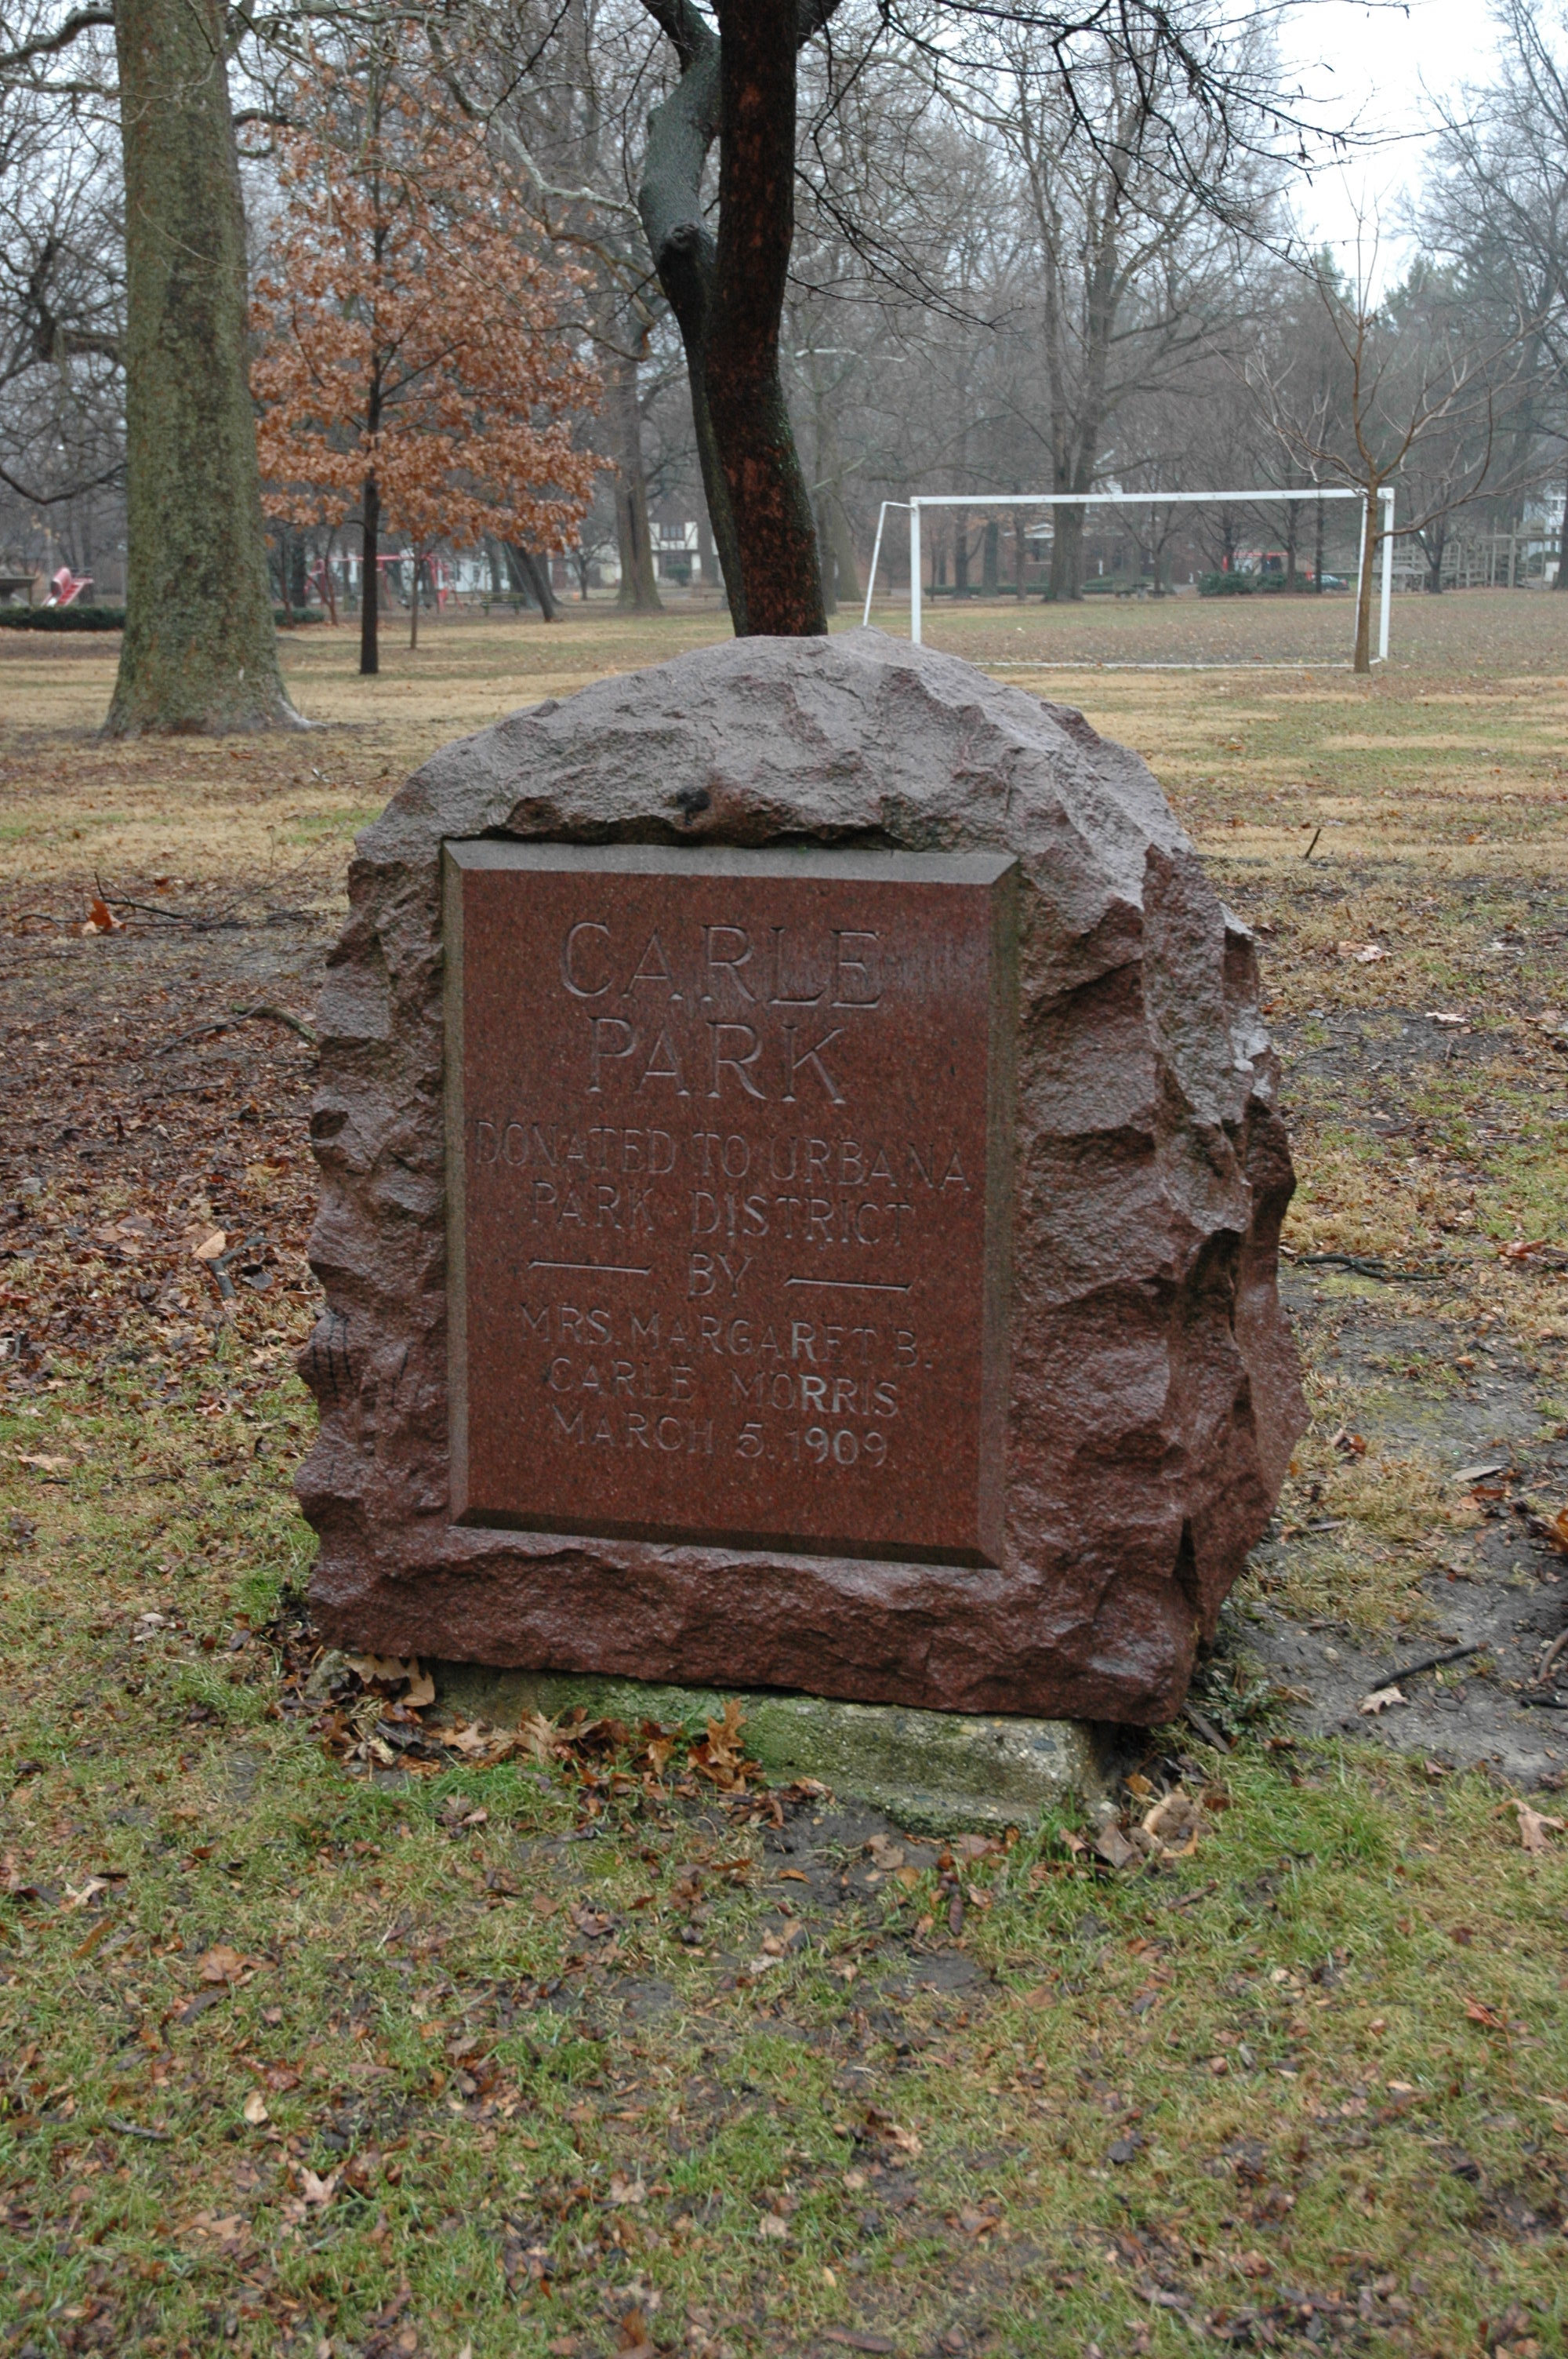 CARLE
PARK
DONATED TO URBANA
PARK DISTRICT
BY
MRS. MARGARET B.
CARLE MORRIS
MARCH 5, 1909.